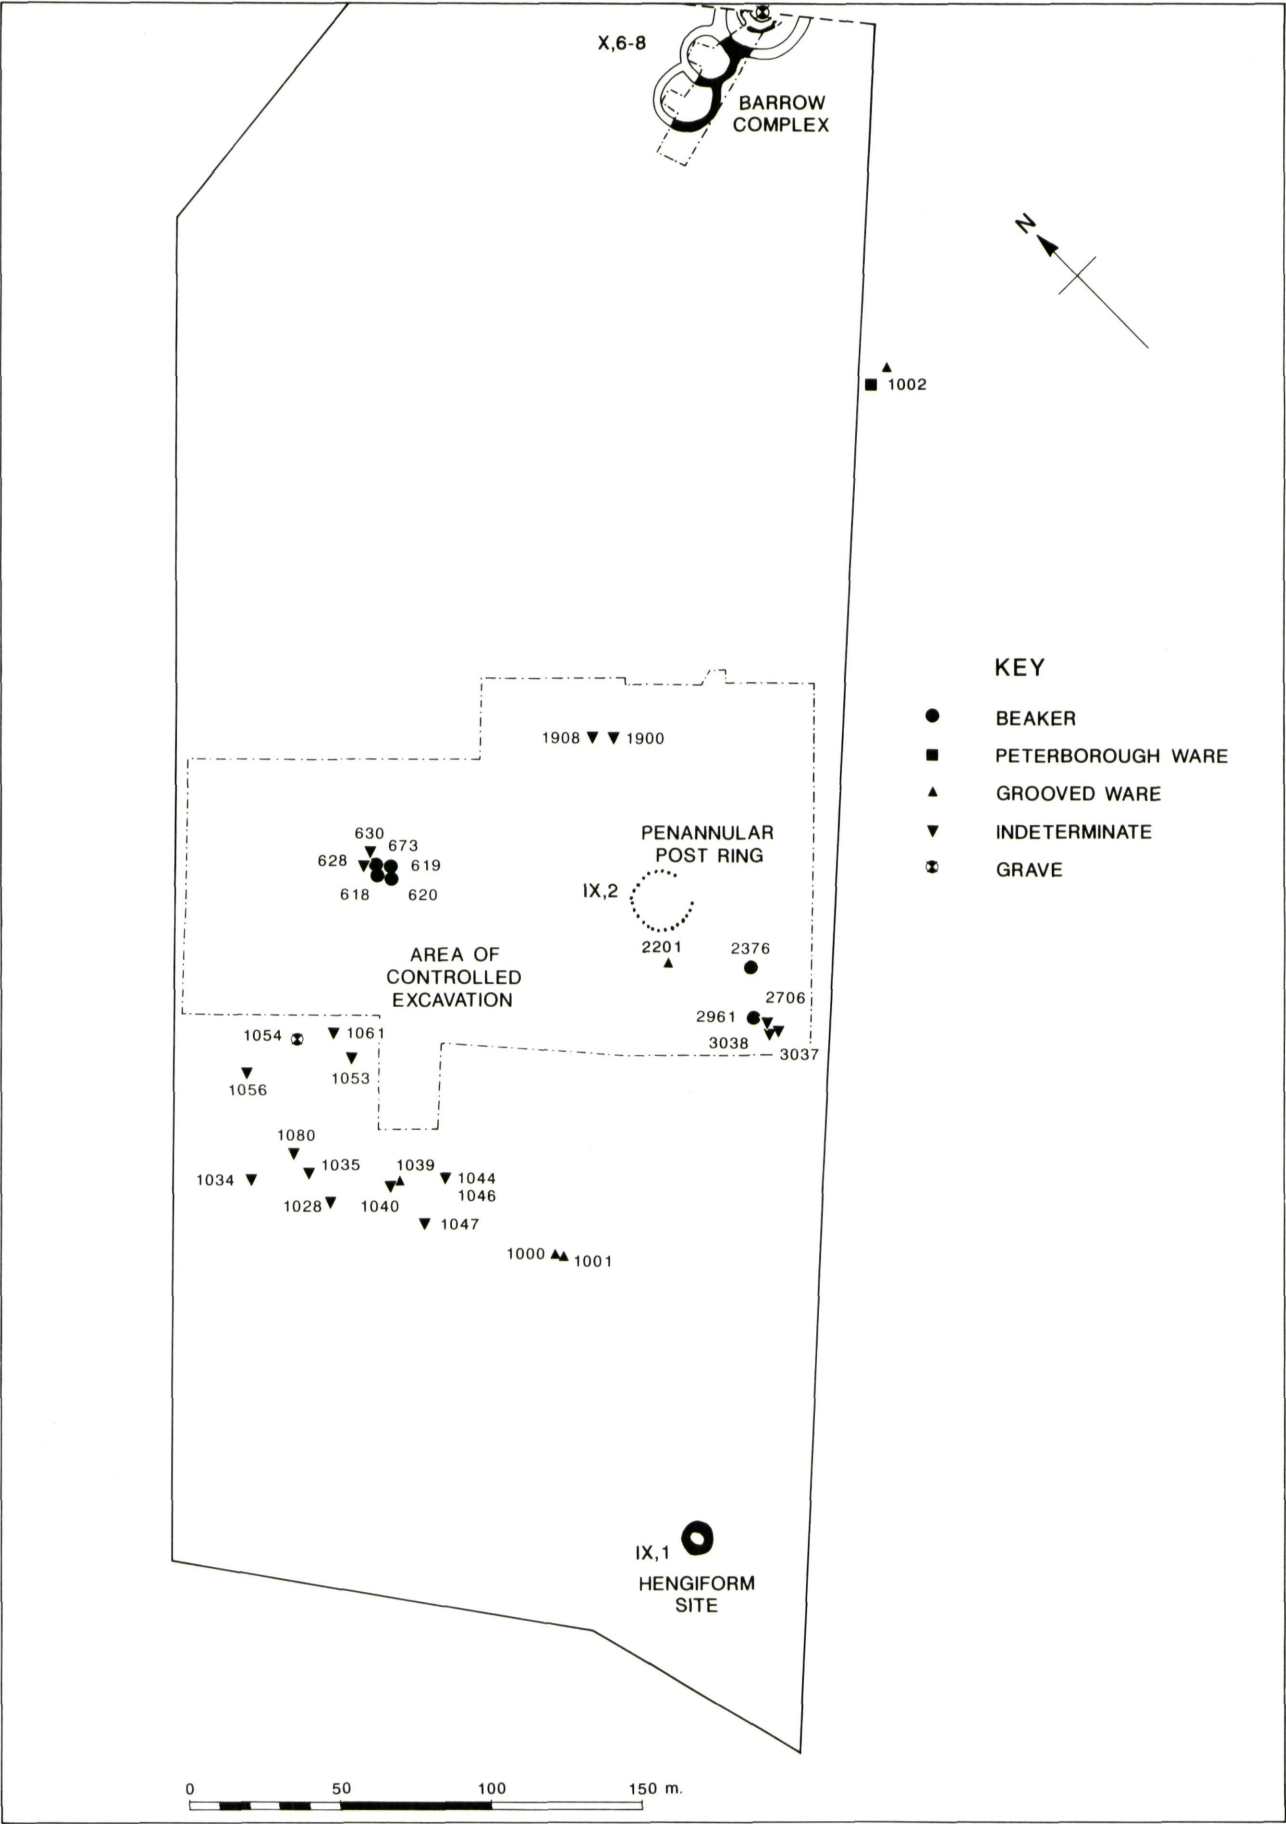 X,6-8
BARROW
COMPLEX
N
1002
KEY
BEAKER
PETERBOROUGH WARE
GROOVED WARE
INDETERMINATE
GRAVE
1908
1900
630
673
628
619
618
620
PENANNULAR
POST RING
IX,2
2201
2376
AREA OF
CONTROLLED
EXCAVATION
2706
2961
3038
3037
1054
1061
1053
1056
1080
1035
1034
1028
1039
1040
1044
1046
1047
1000
1001
IX,1
HENGIFORM
SITE
0 50 100 150 m.